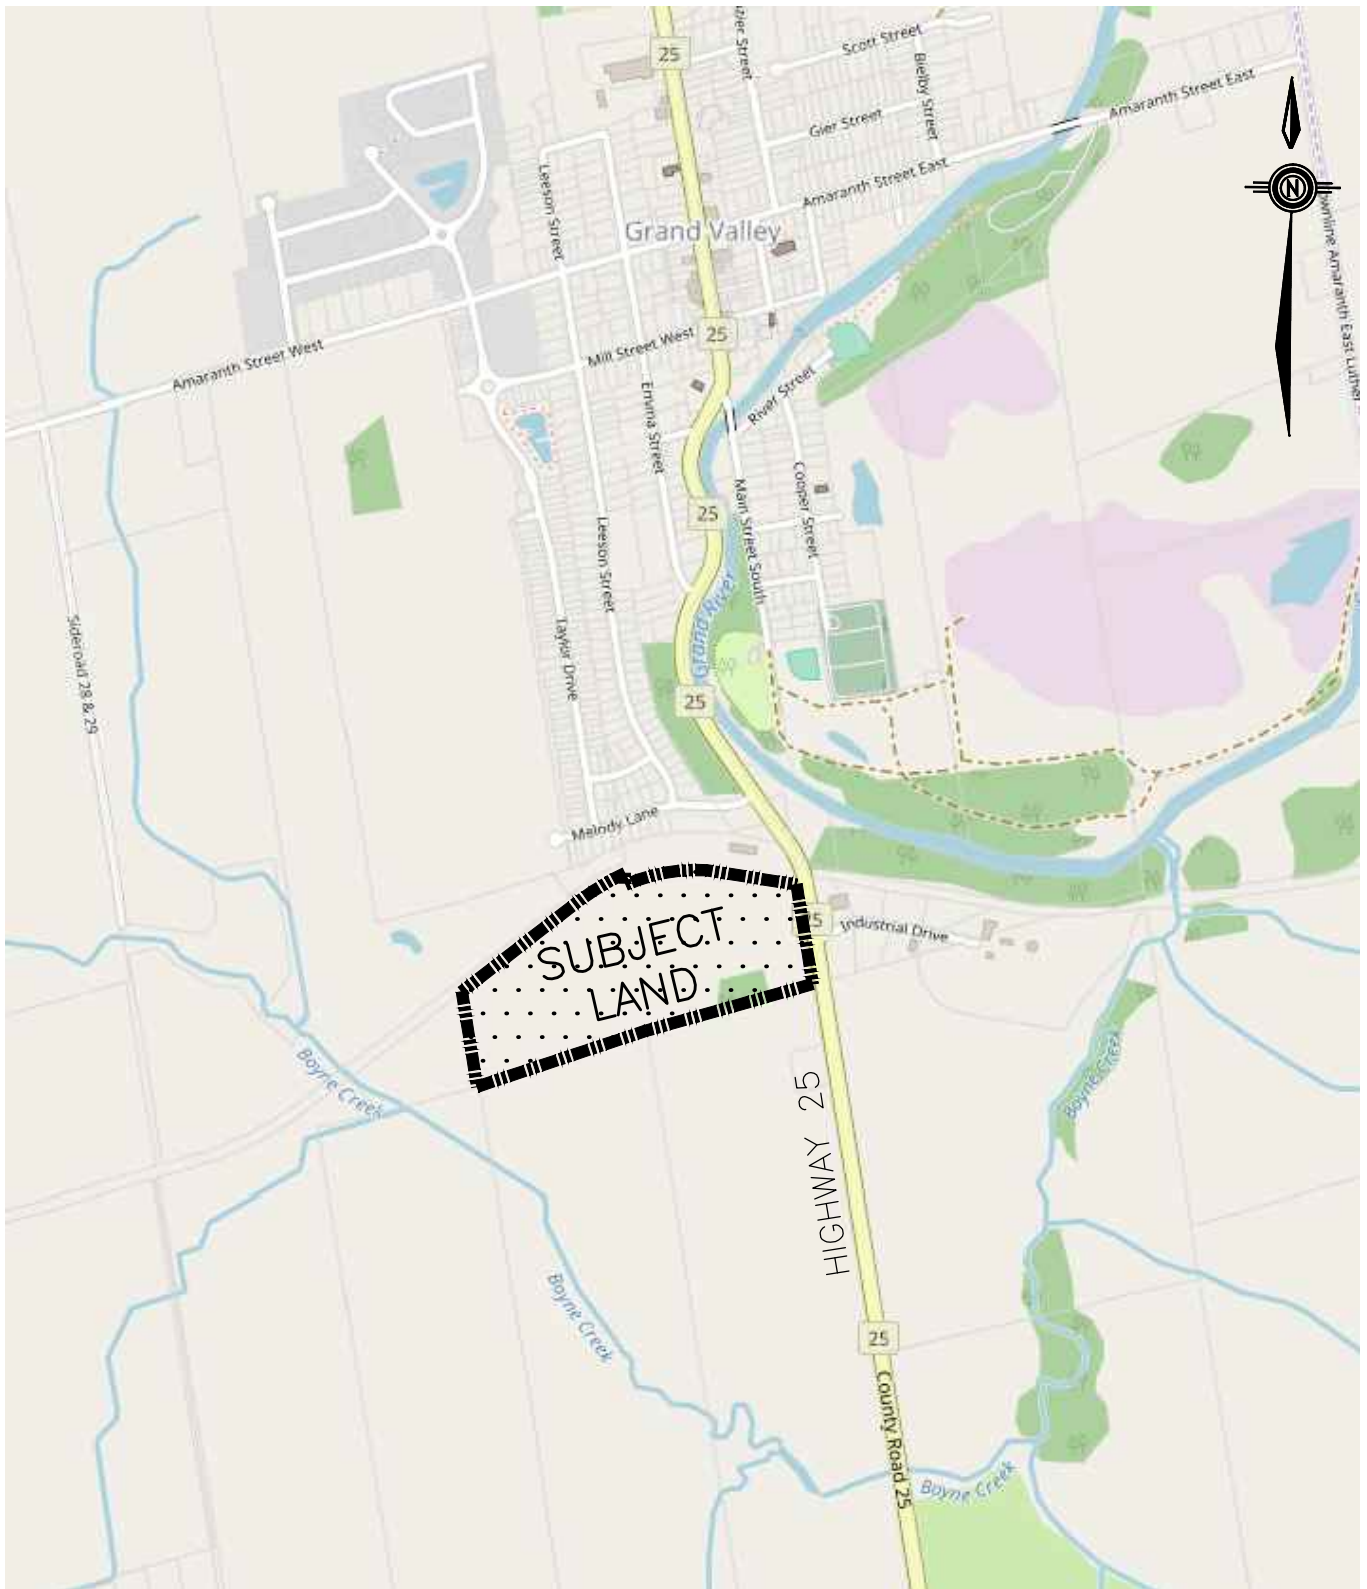 25
Scott Street
Bielby Street
Gier Street
Amaranth Street East
Amaranth Street East
N
Leeson Street
Grand Valley
Amaranth Street West
Mill Street West
25
River Street
Emma Street
Cooper Street
Main Street South
25
Leeson Street
Grand River
Taylor Drive
Sideroad 28 & 29
25
Melody Lane
SUBJECT
LAND
25
Industrial Drive
Boyne Creek
Boyne Creek
HIGHWAY 25
Boyne Creek
25
County Road 25
Boyne Creek